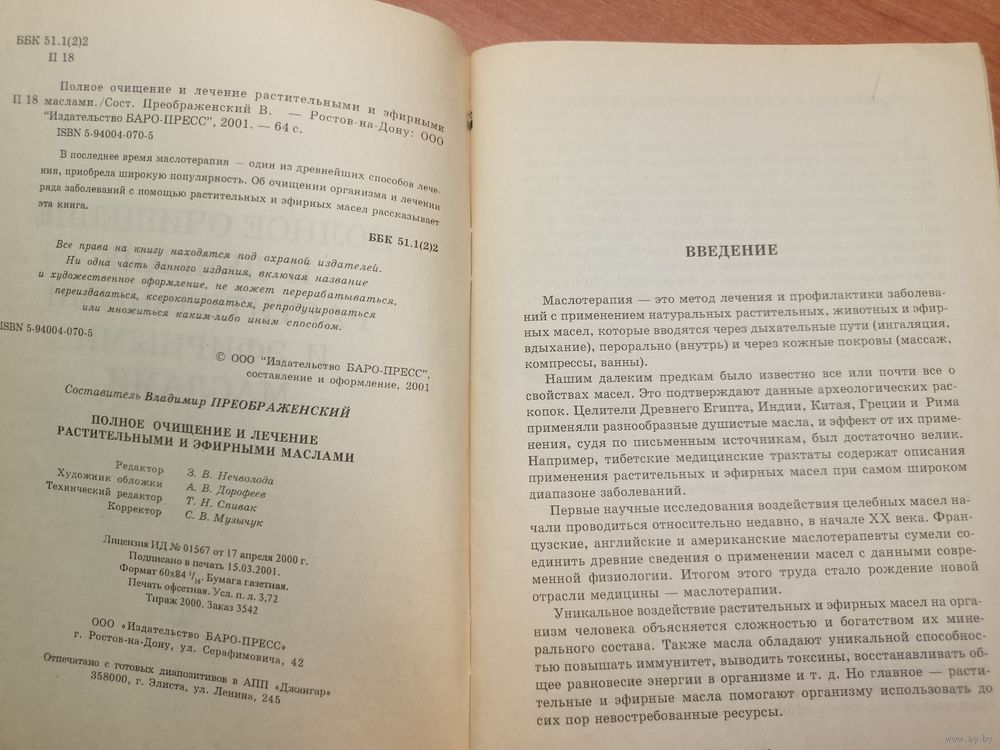 ББК 51.1(2)2
П 18
Полное очищение и лечение растительными и эфирными
П 18 маслами./Сост. Преображенский В. — Ростов-на-Дону: ООО
"Издательство БАРО-ПРЕСС", 2001. — 64 с.
ISBN 5-94004-070-5
В последнее время маслотерапия — один из древнейших способов лече-
ния, приобрела широкую популярность. Об очищении организма и лечении
ряда заболеваний с помощью растительных и эфирных масел рассказывает
эта книга.
ББК 51.1(2)2
Все права на книгу находятся под охраной издателей.
Ни одна часть данного издания, включая название
и художественное оформление, не может перерабатываться,
переиздаваться, ксерокопироваться, репродуцироваться
или множиться каким-либо иным способом.
ISBN 5-94004-070-5
© ООО "Издательство БАРО-ПРЕСС",
составление и оформление, 2001
Составитель Владимир ПРЕОБРАЖЕНСКИЙ
ПОЛНОЕ ОЧИЩЕНИЕ И ЛЕЧЕНИЕ
РАСТИТЕЛЬНЫМИ И ЭФИРНЫМИ МАСЛАМИ
Редактор З. В. Нечволода
Художник обложки А. В. Дорофеев
Технический редактор Т. Н. Спивак
Корректор С. В. Музычук
Лицензия ИД № 01567 от 17 апреля 2000 г.
Подписано в печать 15.03.2001.
Формат 60х84 1/16. Бумага газетная.
Печать офсетная. Усл. п. л. 3,72
Тираж 2000. Заказ 3542
ООО «Издательство БАРО-ПРЕСС»
г. Ростов-на-Дону, ул. Серафимовича, 42
Отпечатано с готовых диапозитивов в АПП «Джангар»
358000, г. Элиста, ул. Ленина, 245
ВВЕДЕНИЕ
Маслотерапия — это метод лечения и профилактики заболева-
ний с применением натуральных растительных, животных и эфир-
ных масел, которые вводятся через дыхательные пути (ингаляция,
вдыхание), перорально (внутрь) и через кожные покровы (массаж,
компрессы, ванны).
Нашим далеким предкам было известно все или почти все о
свойствах масел. Это подтверждают данные археологических рас-
копок. Целители Древнего Египта, Индии, Китая, Греции и Рима
применяли разнообразные душистые масла, и эффект от их приме-
нения, судя по письменным источникам, был достаточно велик.
Например, тибетские медицинские трактаты содержат описания
применения растительных и эфирных масел при самом широком
диапазоне заболеваний.
Первые научные исследования воздействия целебных масел на-
чали проводиться относительно недавно, в начале XX века. Фран-
цузские, английские и американские маслотерапевты сумели со-
единить древние сведения о применении масел с данными совре-
менной физиологии. Итогом этого труда стало рождение новой
отрасли медицины — маслотерапии.
Уникальное воздействие растительных и эфирных масел на орга-
низм человека объясняется сложностью и богатством их мине-
рального состава. Также масла обладают уникальной способнос-
тью повышать иммунитет, выводить токсины, восстанавливать об-
щее равновесие энергии в организме и т. д. Но главное — расти-
тельные и эфирные масла помогают организму использовать до
сих пор невостребованные ресурсы.
www.ay.by